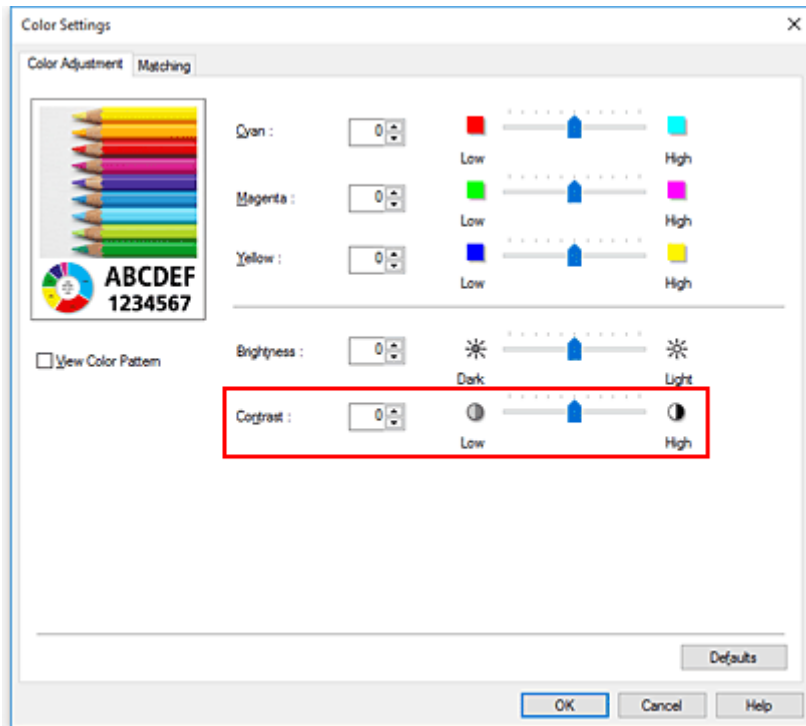 Color Settings
Color Adjustment Matching
Cyan : 0
Low High
Magenta : 0
Low High
Yellow : 0
Low High
ABCDEF
1234567
View Color Pattern
Brightness : 0
Dark Light
Contrast : 0
Low High
Defaults
OK Cancel Help